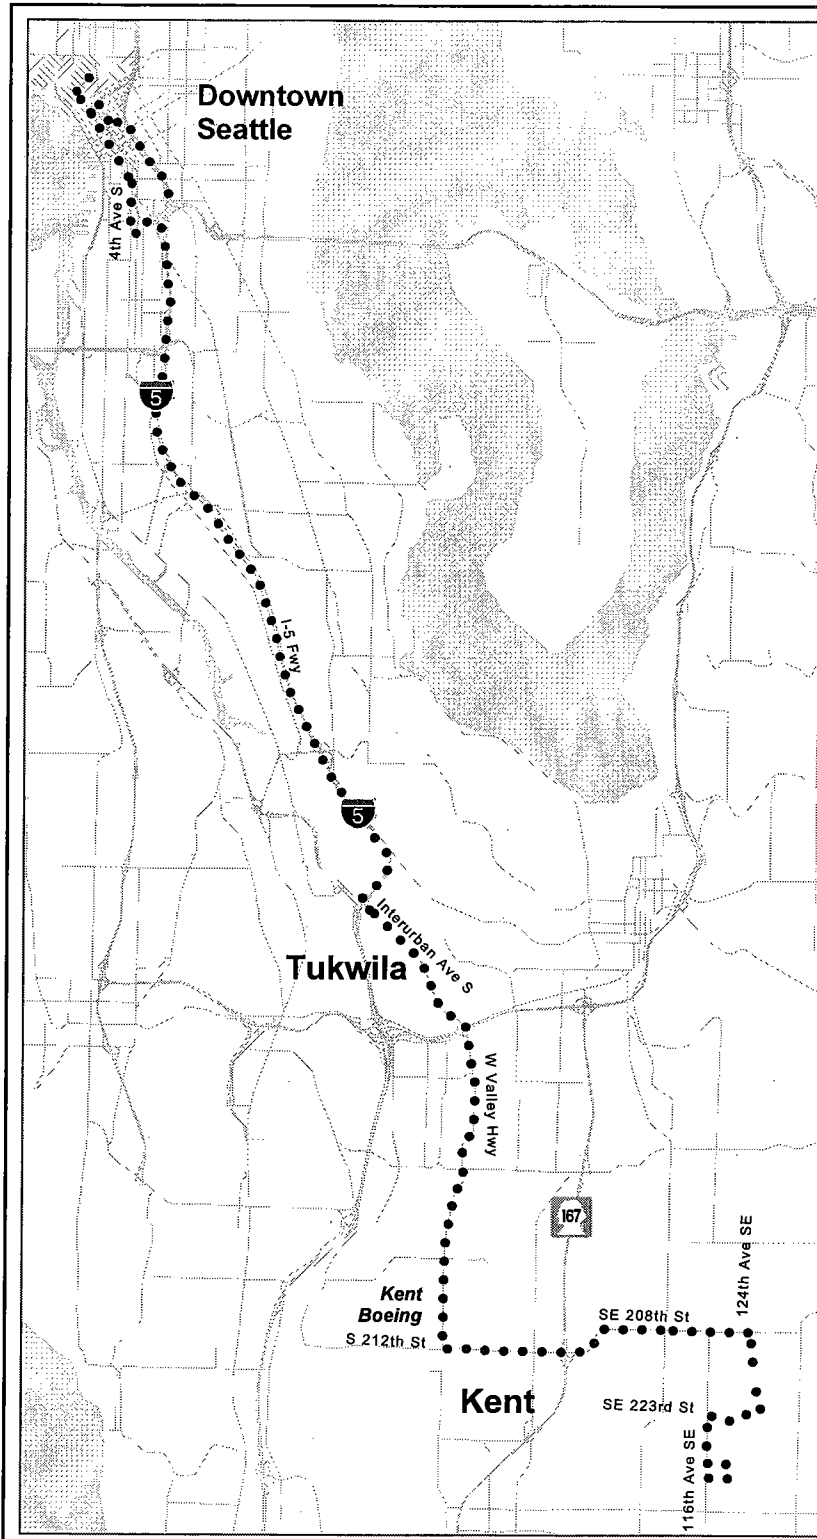 Downtown
Seattle
4th Ave S
5
I-5 Fwy
5
Interurban Ave S
Tukwila
W Valley Hwy
167
124th Ave SE
Kent
Boeing
SE 208th St
S 212th St
Kent
SE 223rd St
116th Ave SE